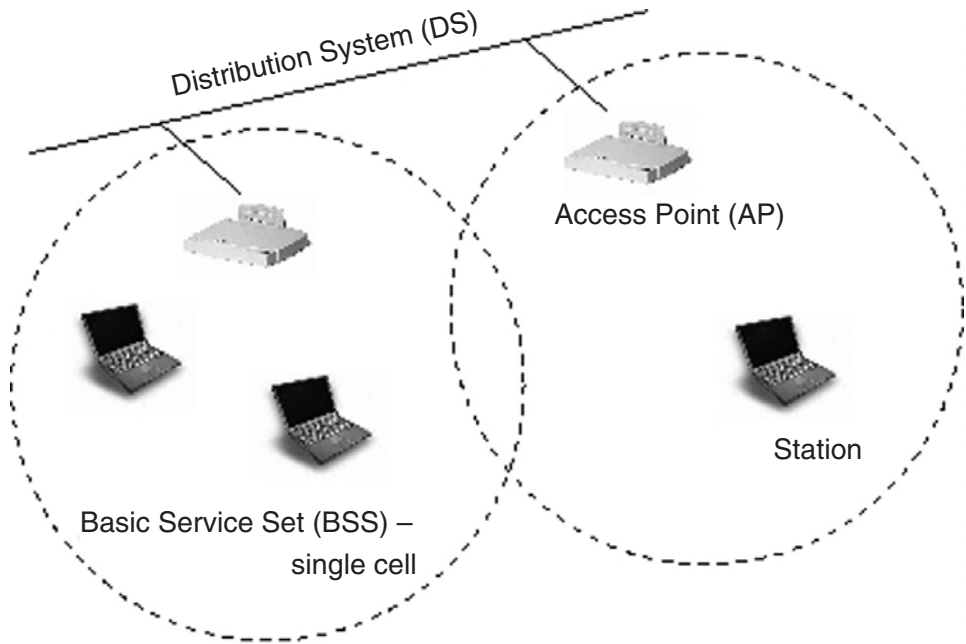 Distribution System (DS)
Access Point (AP)
Station
Basic Service Set (BSS) –
single cell